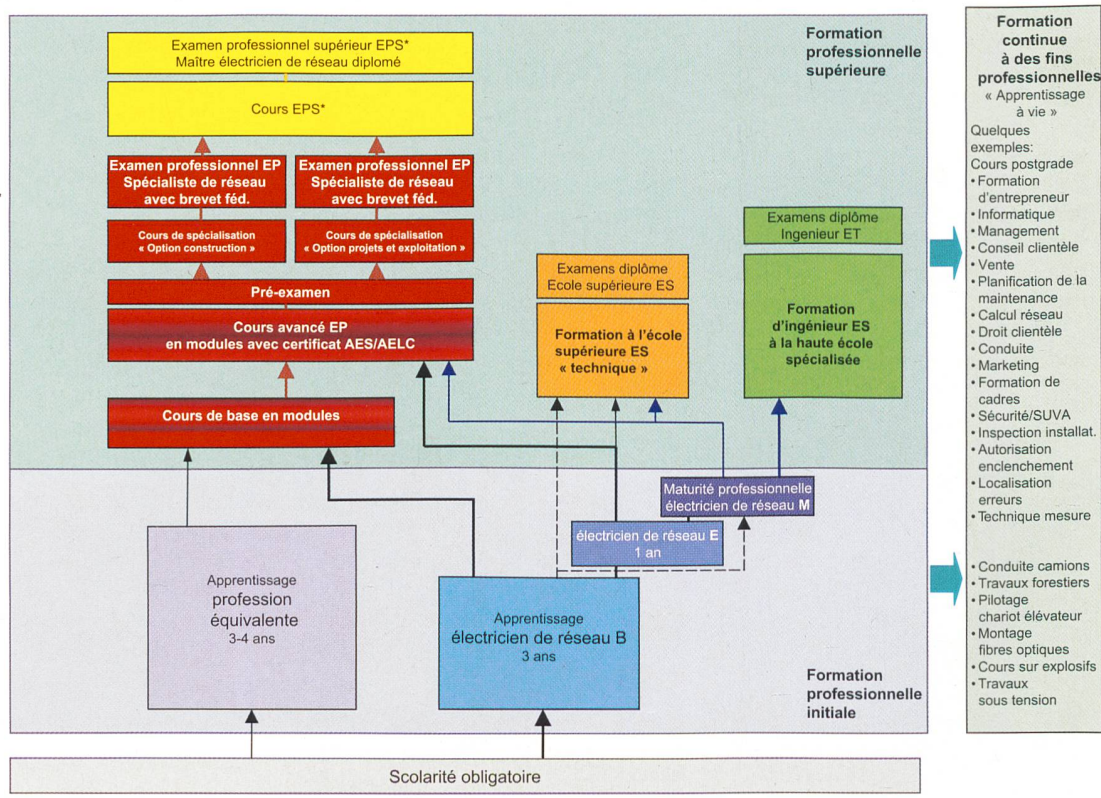 Formation
professionnelle
supérieure
Examen professionnel supérieur EPS*
Maître électricien de réseau diplomé
Cours EPS*
Examen professionnel EP
Spécialiste de réseau
avec brevet féd.
Examen professionnel EP
Spécialiste de réseau
avec brevet féd.
Cours de spécialisation
« Option construction »
Cours de spécialisation
« Option projets et exploitation »
Pré-examen
Cours avancé EP
en modules avec certificat AES/AELC
Cours de base en modules
Examens diplôme
Ecole supérieure ES
Formation à l'école
supérieure ES
« technique »
Examens diplôme
Ingenieur ET
Formation
d'ingénieur ES
à la haute école
spécialisée
Maturité professionnelle
électricien de réseau M
électricien de réseau E
1 an
Apprentissage
profession
équivalente
3-4 ans
Apprentissage
électricien de réseau B
3 ans
Formation
professionnelle
initiale
Scolarité obligatoire
Formation
continue
à des fins
professionnelles
« Apprentissage
à vie »
Quelques
exemples:
Cours postgrade
• Formation
d'entrepreneur
• Informatique
• Management
• Conseil clientèle
• Vente
• Planification de la
maintenance
• Calcul réseau
• Droit clientèle
• Conduite
• Marketing
• Formation de
cadres
• Sécurité/SUVA
• Inspection installat.
• Autorisation
enclenchement
• Localisation
erreurs
• Technique mesure
• Conduite camions
• Travaux forestiers
• Pilotage
chariot élévateur
• Montage
fibres optiques
• Cours sur explosifs
• Travaux
sous tension